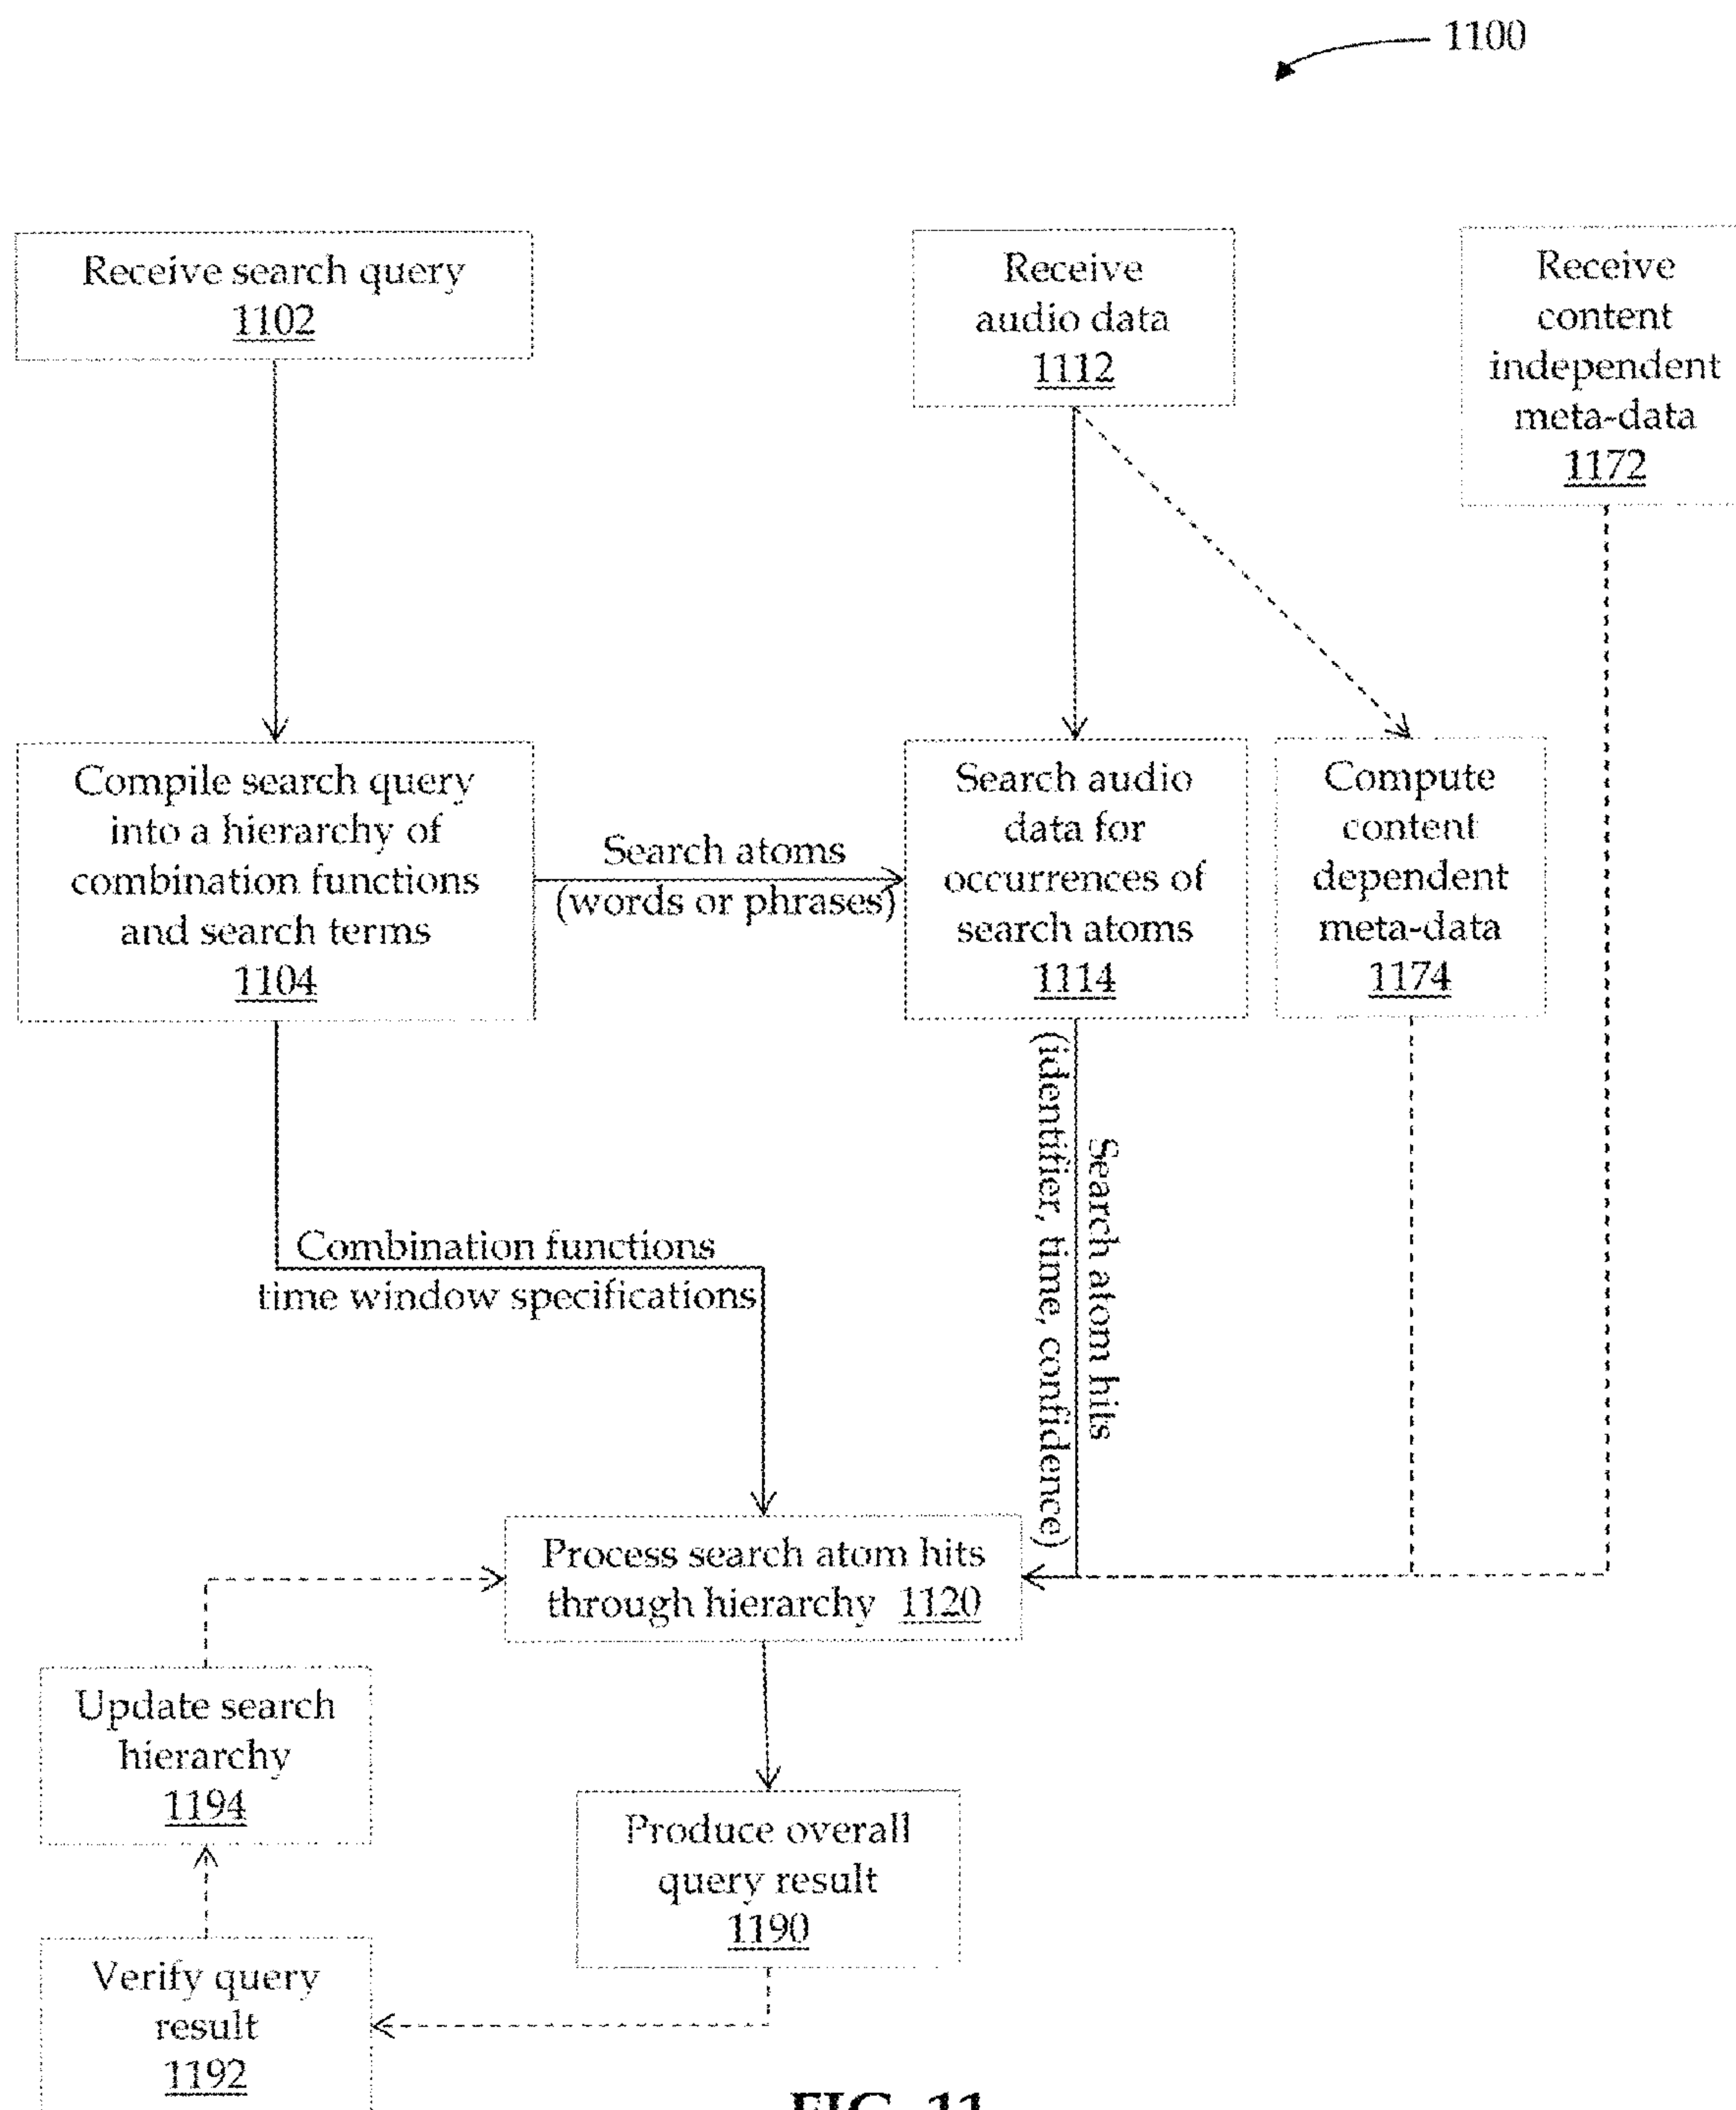 1100
Receive search query
1102
Receive
audio data
1112
Receive
content
independent
meta-data
1172
Compile search query
into a hierarchy of
combination functions
and search terms
1104
Search atoms
(words or phrases)
Search audio
data for
occurrences of
search atoms
1114
Compute
content
dependent
meta-data
1174
Search atom hits
(identifier, time, confidence)
Combination functions
time window specifications
Process search atom hits
through hierarchy 1120
Update search
hierarchy
1194
Produce overall
query result
1190
Verify query
result
1192
FIG. 11